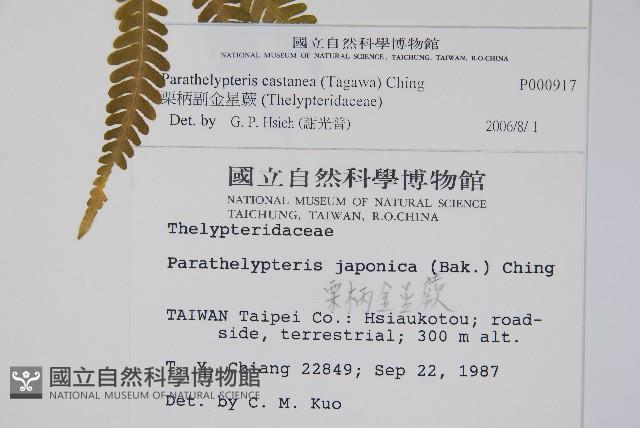 國立自然科學博物館
NATIONAL MUSEUM OF NATURAL SCIENCE, TAICHUNG, TAIWAN, R.O.CHINA
Parathelypteris castanea (Tagawa) Ching P000917
栗柄副金星蕨 (Thelypteridaceae)
Det. by G. P. Hsieh (謝光普) 2006/8/1
國立自然科學博物館
NATIONAL MUSEUM OF NATURAL SCIENCE
TAICHUNG, TAIWAN, R.O.CHINA
Thelypteridaceae
Parathelypteris japonica (Bak.) Ching
栗柄金星蕨
TAIWAN Taipei Co.: Hsiaukotou; road-
side, terrestrial; 300 m alt.
T. Y. Chiang 22849; Sep 22, 1987
國立自然科學博物館
NATIONAL MUSEUM OF NATURAL SCIENCE
Det. by C. M. Kuo